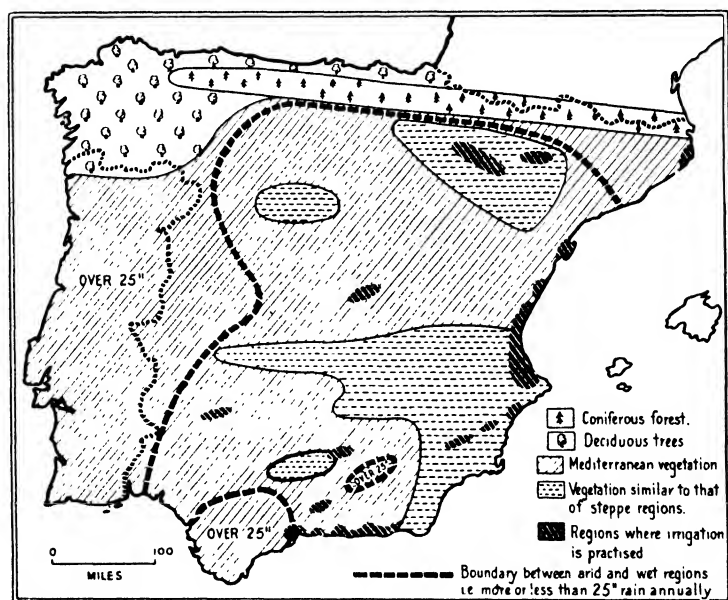 OVER 25"
OVER 25"
OVER 25"
Coniferous forest.
Deciduous trees
Mediterranean vegetation
Vegetation similar to that
of steppe regions.
Regions where irrigation
is practised
0 100
MILES
Boundary between arid and wet regions
i.e. more or less than 25" rain annually